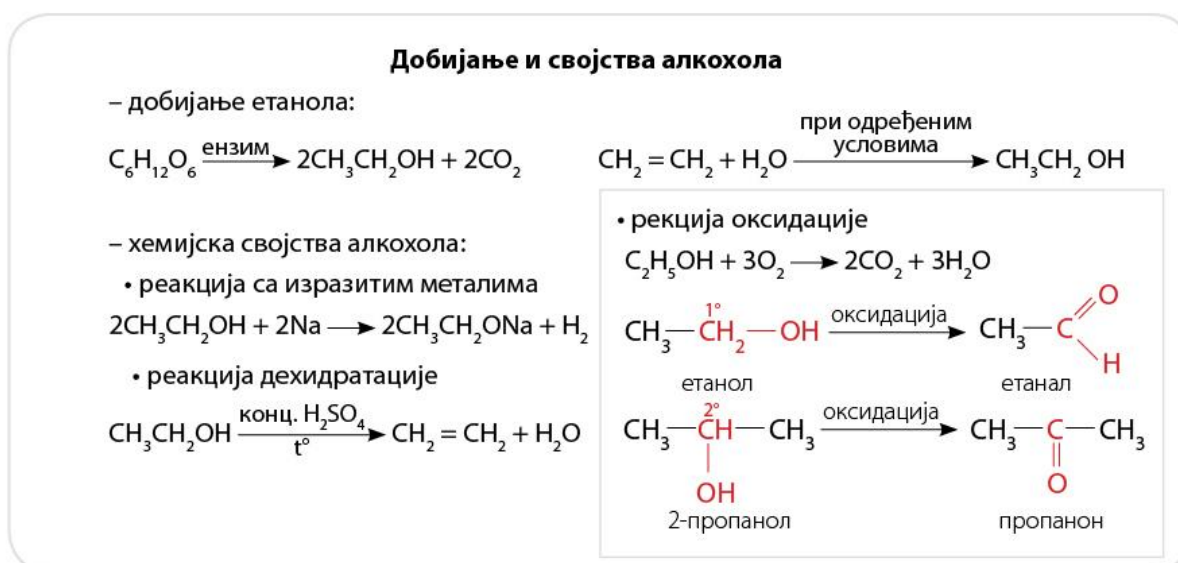 Добијање и својства алкохола
– добијање етанола:
C₆H₁₂O₆ ензим → 2CH₃CH₂OH + 2CO₂
CH₂ = CH₂ + H₂O при одређеним условима → CH₃CH₂ OH
– хемијска својства алкохола:
• реакција са изразитим металима
2CH₃CH₂OH + 2Na → 2CH₃CH₂ONa + H₂
• реакција дехидратације
CH₃CH₂OH конц. H₂SO₄ t° → CH₂ = CH₂ + H₂O
• рекција оксидације
C₂H₅OH + 3O₂ → 2CO₂ + 3H₂O
1°
CH₃—CH₂—OH оксидација → CH₃—C
O
H
етанол етанал
2°
CH₃—CH—CH₃ оксидација → CH₃—C—CH₃
OH O
2-пропанол пропанон